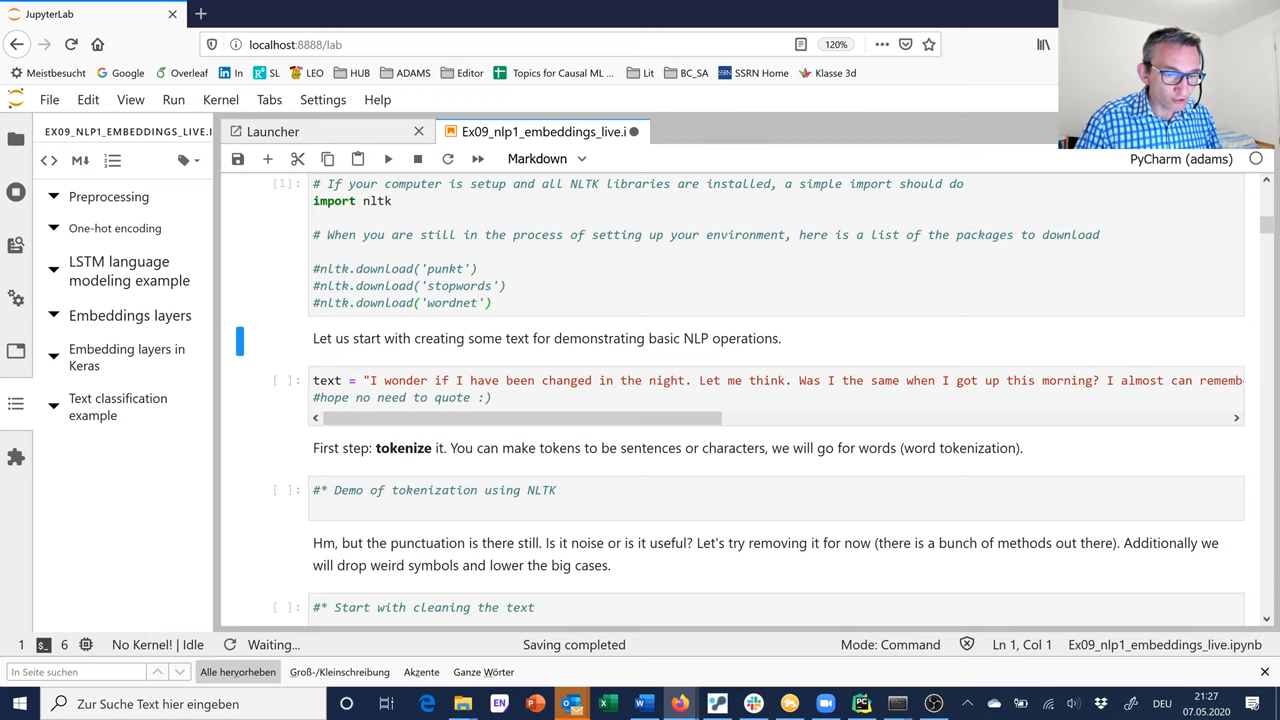 JupyterLab
localhost:8888/lab
120%
Meistbesucht
Google
Overleaf
In
SL
LEO
HUB
ADAMS
Editor
Topics for Causal ML ...
Lit
BC_SA
SSRN Home
Klasse 3d
File Edit View Run Kernel Tabs Settings Help
EX09_NLP1_EMBEDDINGS_LIVE.I
Launcher
Ex09_nlp1_embeddings_live.i
Markdown
PyCharm (adams)
Preprocessing
One-hot encoding
LSTM language
modeling example
Embeddings layers
Embedding layers in
Keras
Text classification
example
[1]: # If your computer is setup and all NLTK libraries are installed, a simple import should do
import nltk
# When you are still in the process of setting up your environment, here is a list of the packages to download
#nltk.download('punkt')
#nltk.download('stopwords')
#nltk.download('wordnet')
Let us start with creating some text for demonstrating basic NLP operations.
[ ]: text = "I wonder if I have been changed in the night. Let me think. Was I the same when I got up this morning? I almost can rememb
#hope no need to quote :)
First step: tokenize it. You can make tokens to be sentences or characters, we will go for words (word tokenization).
[ ]: #* Demo of tokenization using NLTK
Hm, but the punctuation is there still. Is it noise or is it useful? Let's try removing it for now (there is a bunch of methods out there). Additionally we
will drop weird symbols and lower the big cases.
[ ]: #* Start with cleaning the text
1 6 No Kernel! | Idle Waiting... Saving completed Mode: Command Ln 1, Col 1 Ex09_nlp1_embeddings_live.ipynb
In Seite suchen Alle hervorheben Groß-/Kleinschreibung Akzente Ganze Wörter
Zur Suche Text hier eingeben
EN
DEU
21:27
07.05.2020